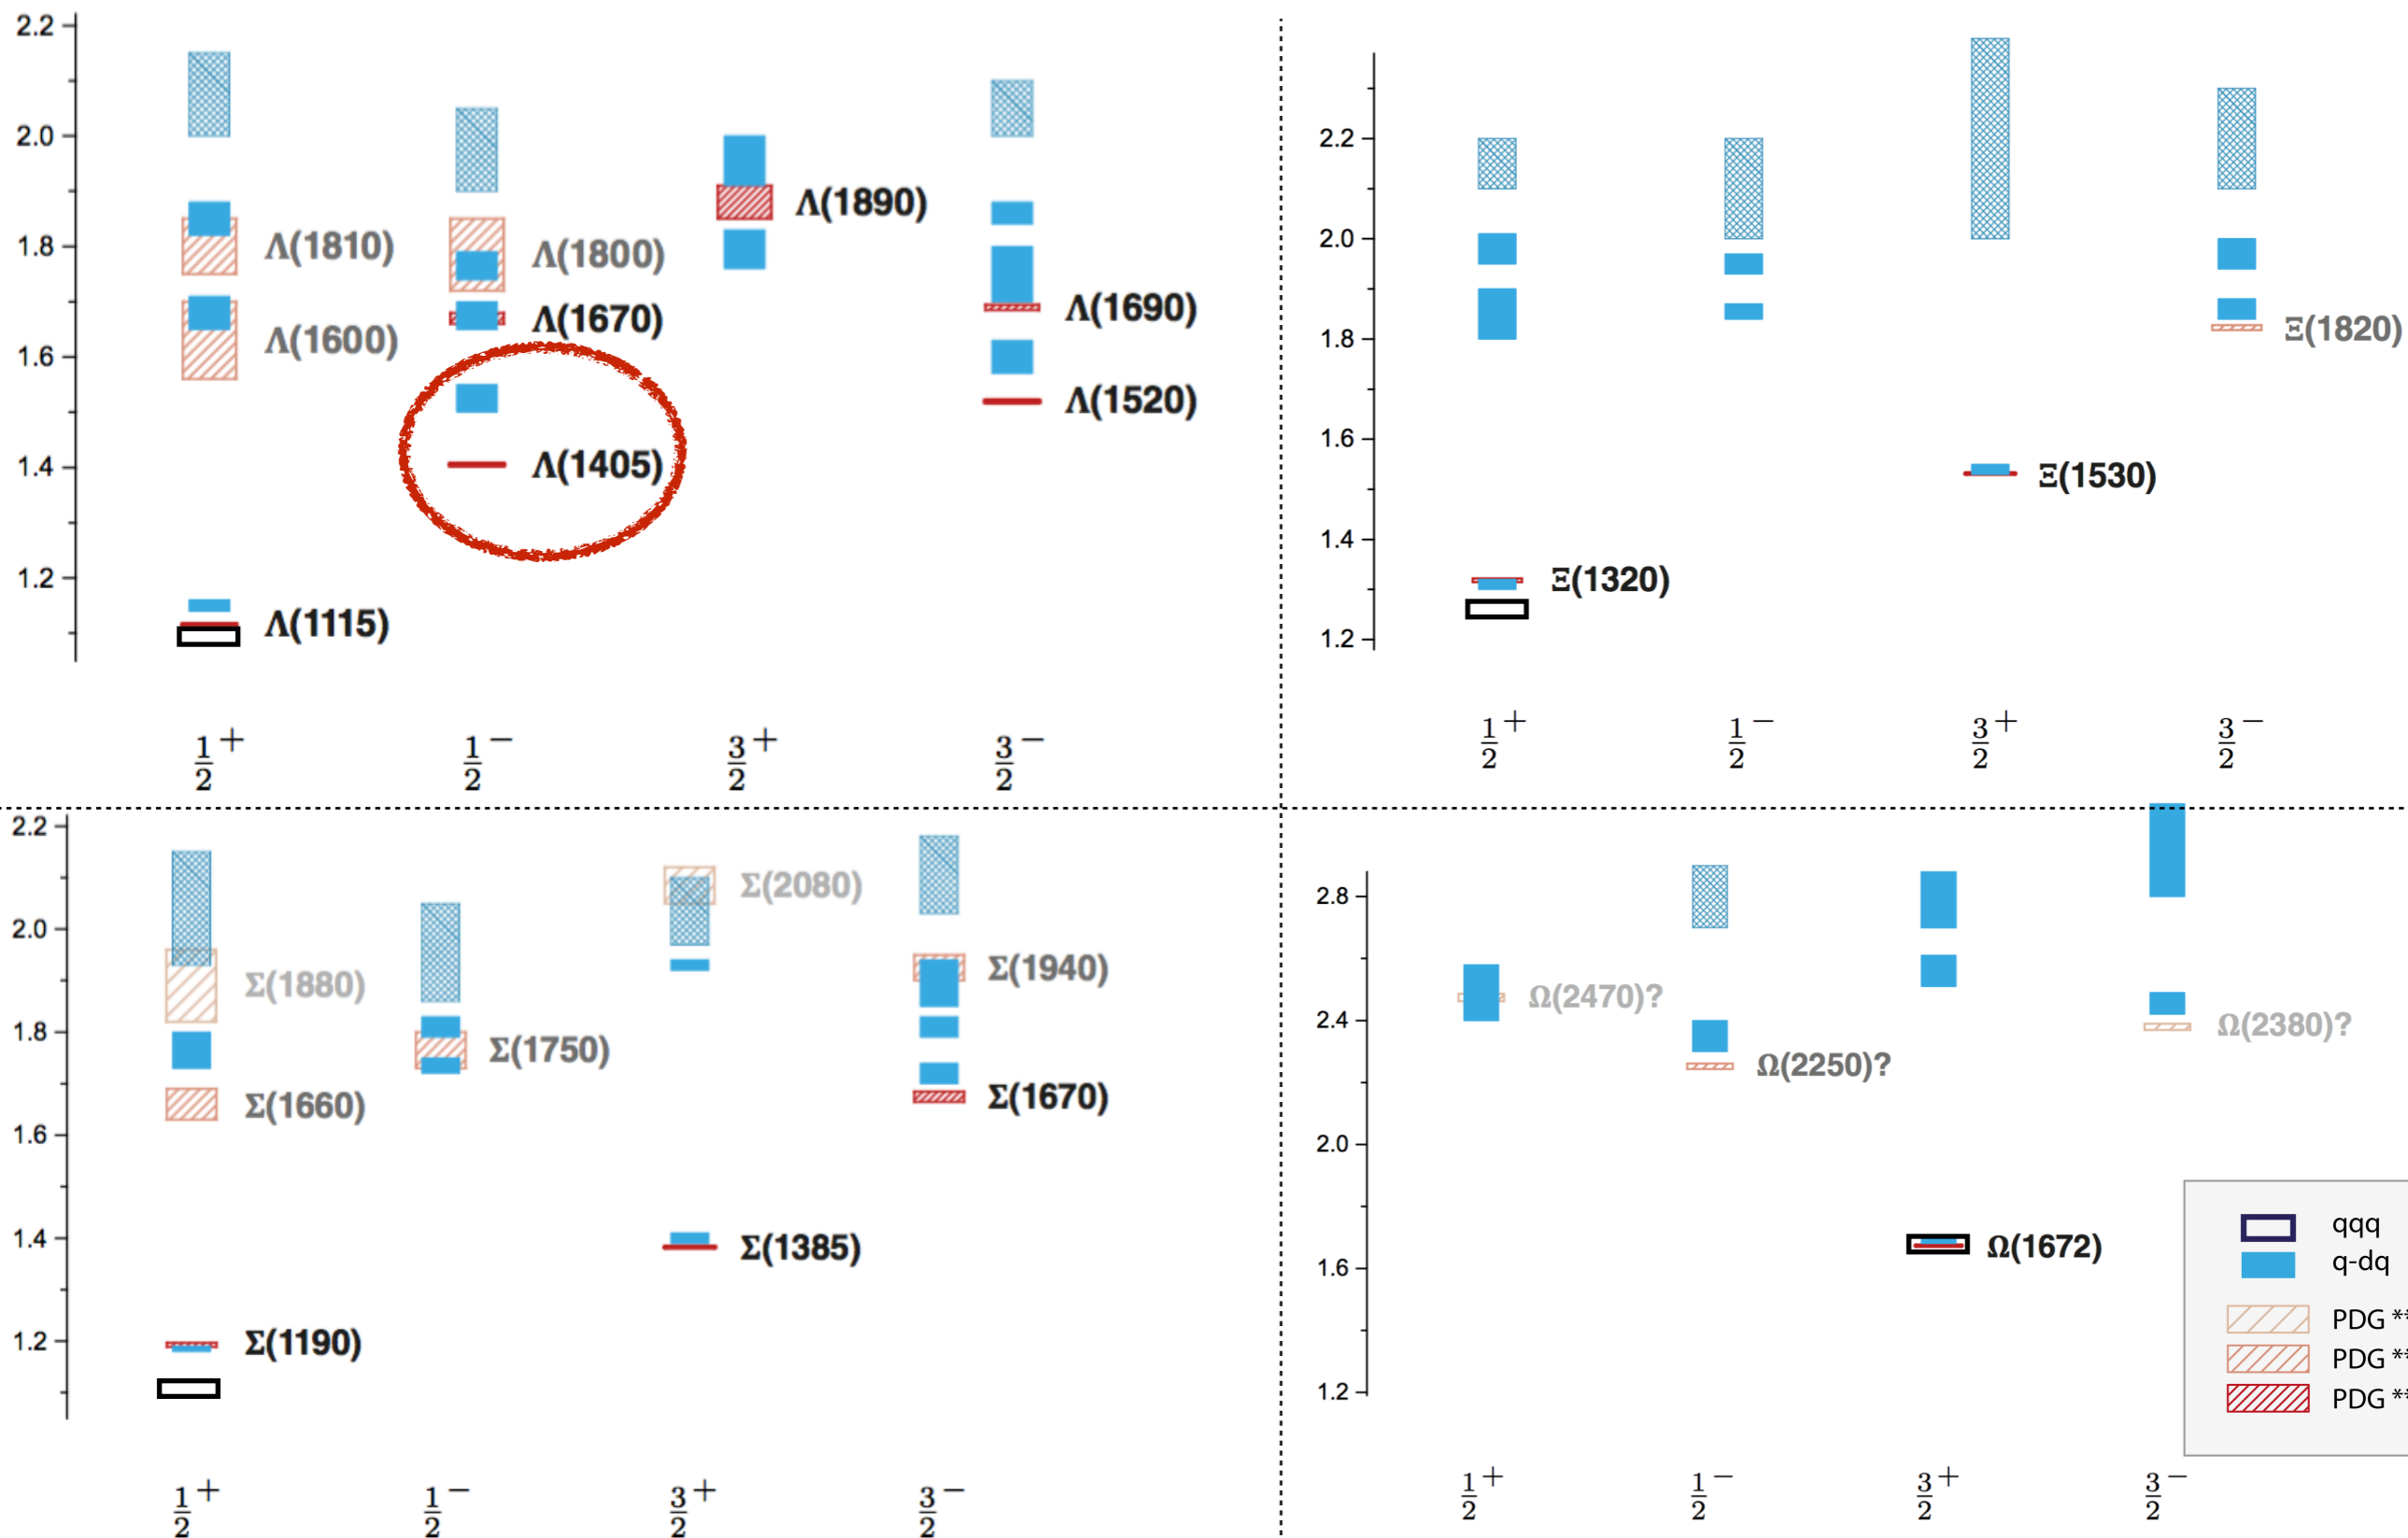 2.2
2.0
1.8
1.6
1.4
1.2
Λ(1890)
Λ(1810)
Λ(1800)
Λ(1690)
Λ(1670)
Λ(1600)
Λ(1520)
Λ(1405)
Λ(1115)
1/2+ 1/2− 3/2+ 3/2−
2.2
2.0
1.8
1.6
1.4
1.2
Ξ(1820)
Ξ(1530)
Ξ(1320)
1/2+ 1/2− 3/2+ 3/2−
2.2
2.0
1.8
1.6
1.4
1.2
Σ(2080)
Σ(1940)
Σ(1880)
Σ(1750)
Σ(1660)
Σ(1670)
Σ(1385)
Σ(1190)
1/2+ 1/2− 3/2+ 3/2−
2.8
2.4
2.0
1.6
1.2
Ω(2470)?
Ω(2380)?
Ω(2250)?
Ω(1672)
qqq
q-dq
PDG
PDG
PDG
1/2+ 1/2− 3/2+ 3/2−